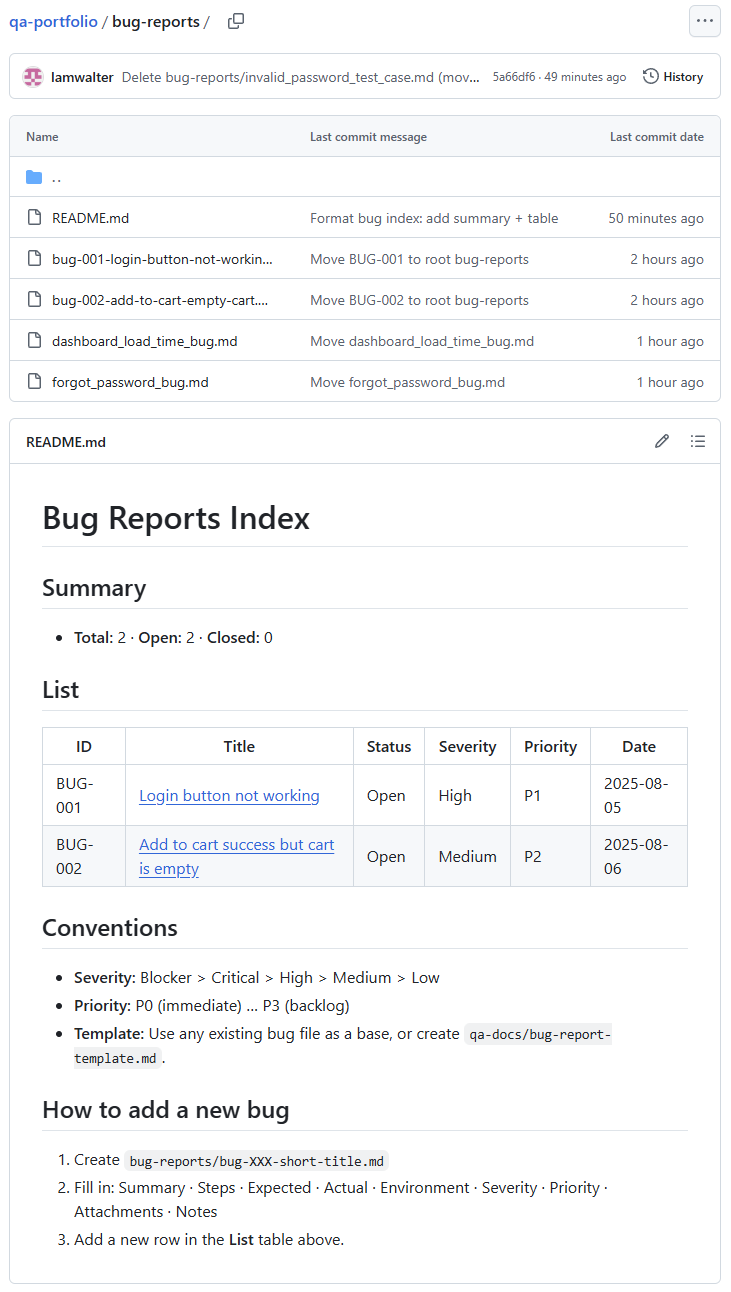 qa-portfolio / bug-reports /
lamwalter Delete bug-reports/invalid_password_test_case.md (mov... 5a66df6 · 49 minutes ago History
Name Last commit message Last commit date
..
README.md Format bug index: add summary + table 50 minutes ago
bug-001-login-button-not-workin... Move BUG-001 to root bug-reports 2 hours ago
bug-002-add-to-cart-empty-cart.... Move BUG-002 to root bug-reports 2 hours ago
dashboard_load_time_bug.md Move dashboard_load_time_bug.md 1 hour ago
forgot_password_bug.md Move forgot_password_bug.md 1 hour ago
README.md
Bug Reports Index
Summary
• Total: 2 · Open: 2 · Closed: 0
List
ID Title Status Severity Priority Date
BUG-
001 Login button not working Open High P1 2025-08-
05
BUG-
002 Add to cart success but cart
is empty Open Medium P2 2025-08-
06
Conventions
• Severity: Blocker > Critical > High > Medium > Low
• Priority: P0 (immediate) … P3 (backlog)
• Template: Use any existing bug file as a base, or create qa-docs/bug-report-
template.md .
How to add a new bug
1. Create bug-reports/bug-XXX-short-title.md
2. Fill in: Summary · Steps · Expected · Actual · Environment · Severity · Priority ·
Attachments · Notes
3. Add a new row in the List table above.